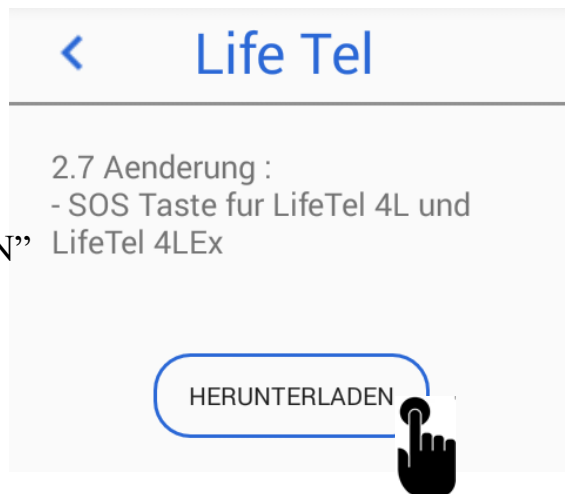 Life Tel
2.7 Aenderung :
- SOS Taste fur LifeTel 4L und
N” LifeTel 4LEx
HERUNTERLADEN